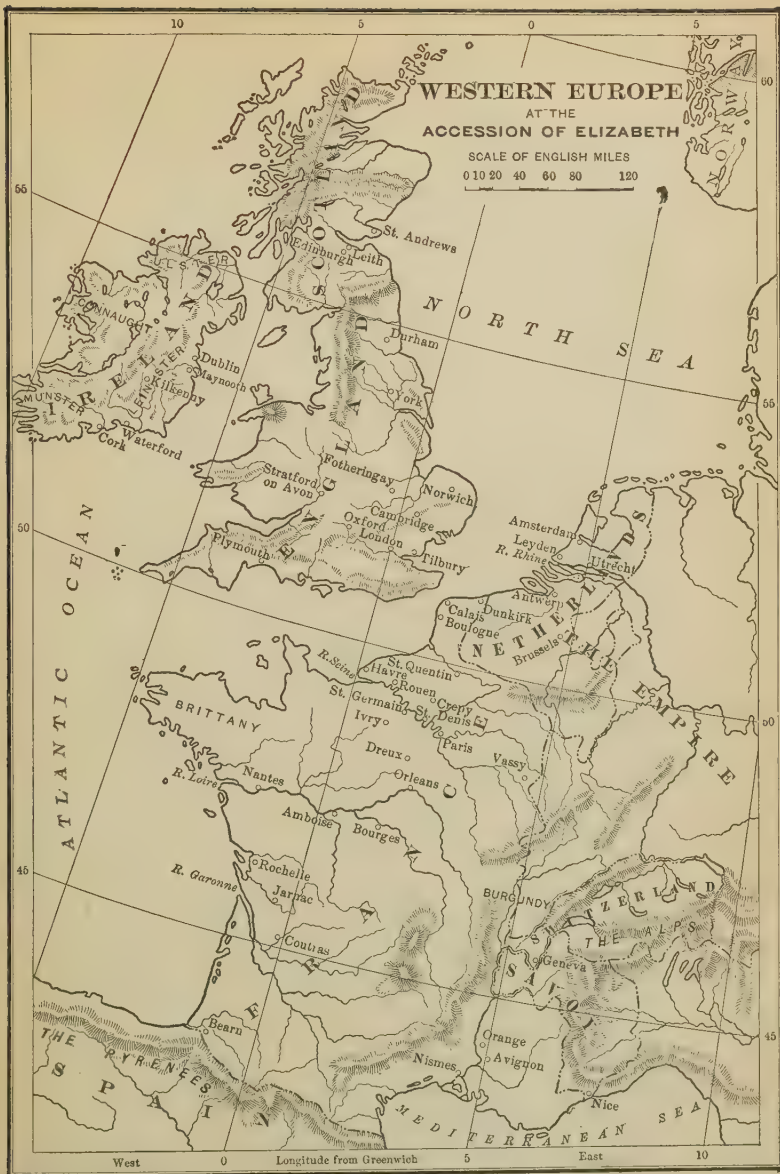 10
5
0
5
WESTERN EUROPE
AT THE
ACCESSION OF ELIZABETH
SCALE OF ENGLISH MILES
0 10 20 40 60 80 120
NORWAY
60
55
SCOTLAND
St. Andrews
Edinburgh
Leith
ULSTER
CONNAUGHT
IRELAND
LINSTER
MUNSTER
Dublin
Maynooth
Kilkenny
Waterford
Cork
NORTH SEA
Durham
York
55
ENGLAND
Fotheringay
Stratford
on Avon
Norwich
Cambridge
Oxford
London
Tilbury
Plymouth
50
ATLANTIC OCEAN
Amsterdam
Leyden
R. Rhine
Utrecht
Antwerp
NETHERLANDS
Dunkirk
Calais
Boulogne
Brussels
THE EMPIRE
R. Seine
St. Quentin
Havre
Rouen
Crepy
St. Germain
St. Denis
Ivry
Paris
Dreux
Vassy
50
BRITTANY
R. Loire
Nantes
Orleans
Amboise
Bourges
FRANCE
45
Rochelle
R. Garonne
Jarnac
Coutras
BURGUNDY
SWITZERLAND
THE ALPS
Geneva
SAVOY
45
Bearn
THE PYRENEES
SPAIN
Orange
Avignon
Nismes
Nice
MEDITERRANEAN SEA
West
0
Longitude from Greenwich
5
East
10